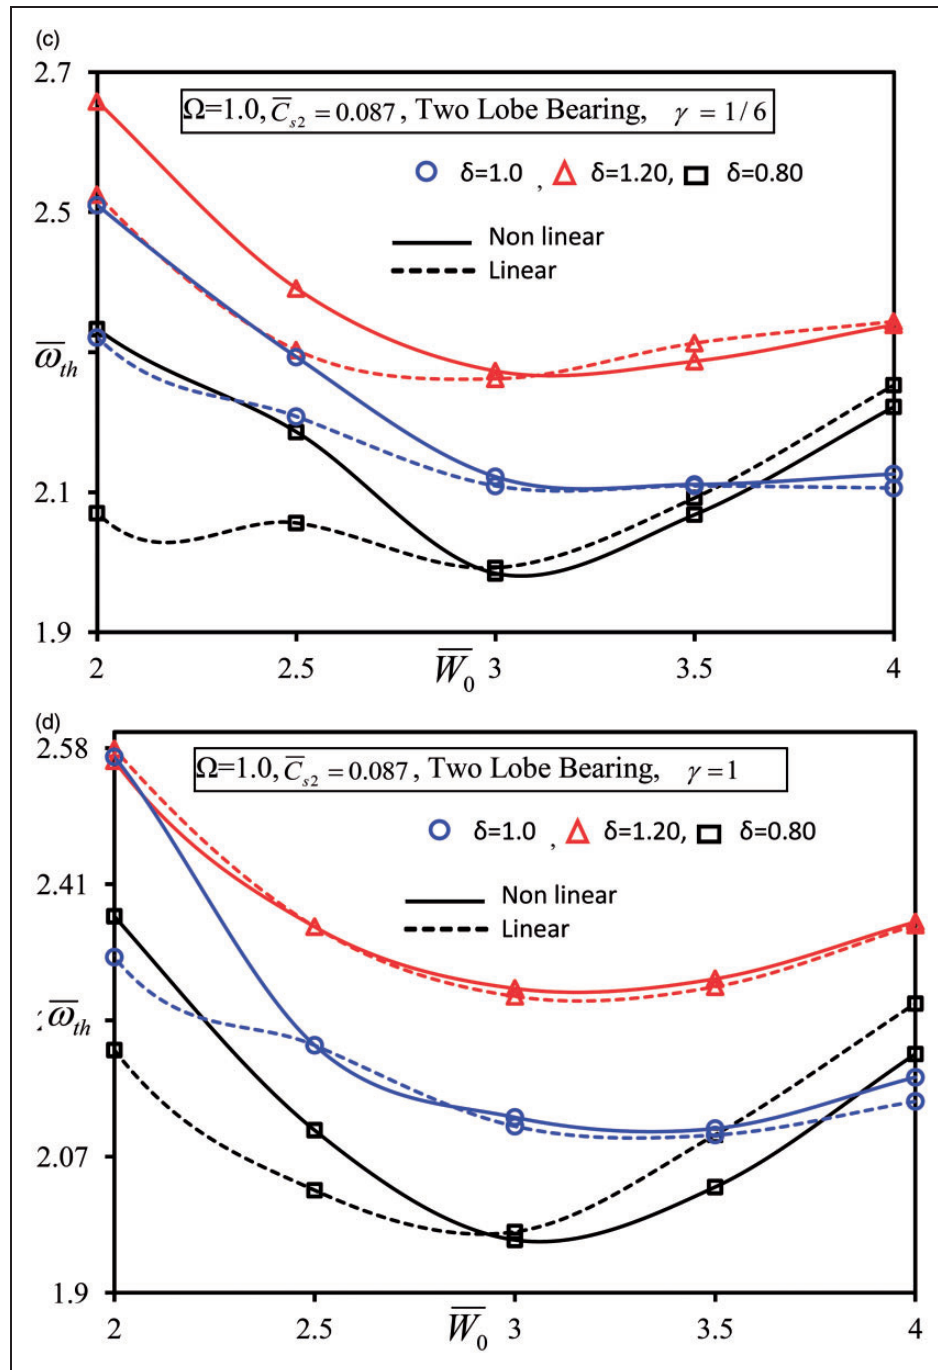 (c)
2.7
Ω=1.0, C̅s2 = 0.087, Two Lobe Bearing, γ = 1/6
δ=1.0 , δ=1.20, δ=0.80
2.5
Non linear
Linear
ω̅th
2.1
1.9
2 2.5 W̅0 3 3.5 4
(d)
2.58
Ω=1.0, C̅s2 = 0.087, Two Lobe Bearing, γ = 1
δ=1.0 , δ=1.20, δ=0.80
2.41
Non linear
Linear
ω̅th
2.07
1.9
2 2.5 W̅0 3 3.5 4